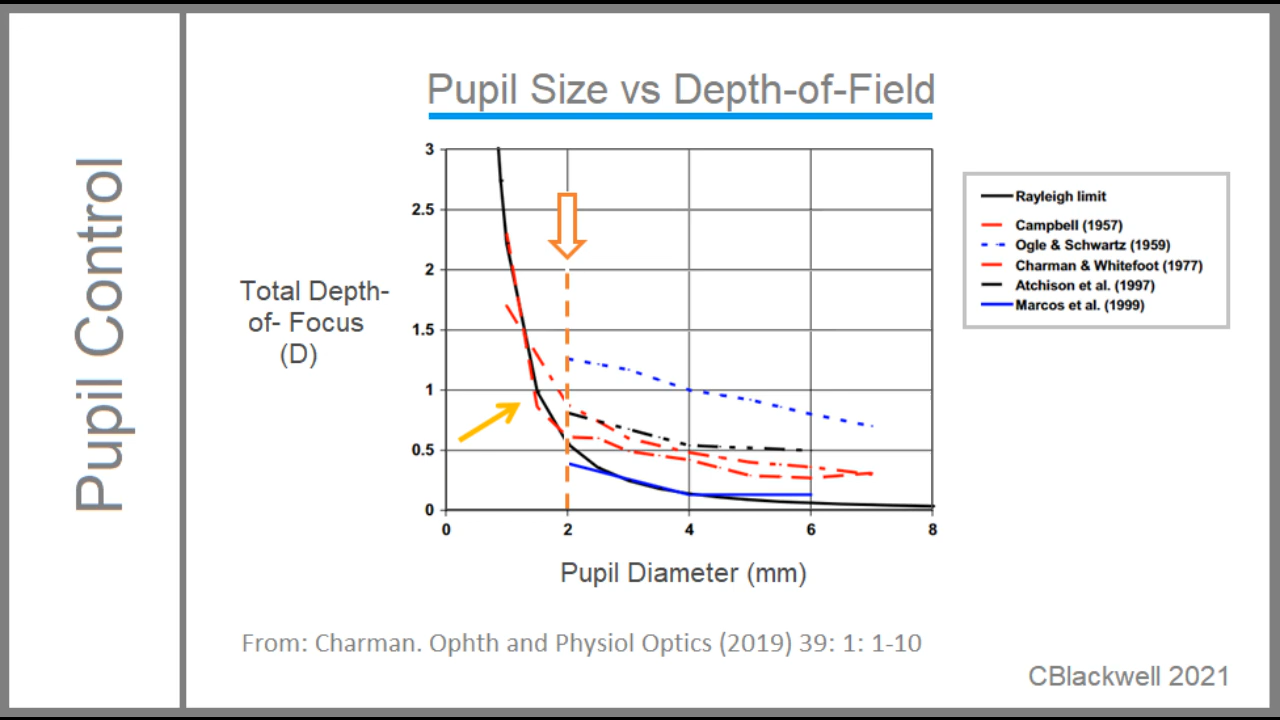 Pupil Control
Pupil Size vs Depth-of-Field
Total Depth-
of- Focus
(D)
3
2.5
2
1.5
1
0.5
0
0 2 4 6 8
Pupil Diameter (mm)
Rayleigh limit
Campbell (1957)
Ogle & Schwartz (1959)
Charman & Whitefoot (1977)
Atchison et al. (1997)
Marcos et al. (1999)
From: Charman. Ophth and Physiol Optics (2019) 39: 1: 1-10
CBlackwell 2021